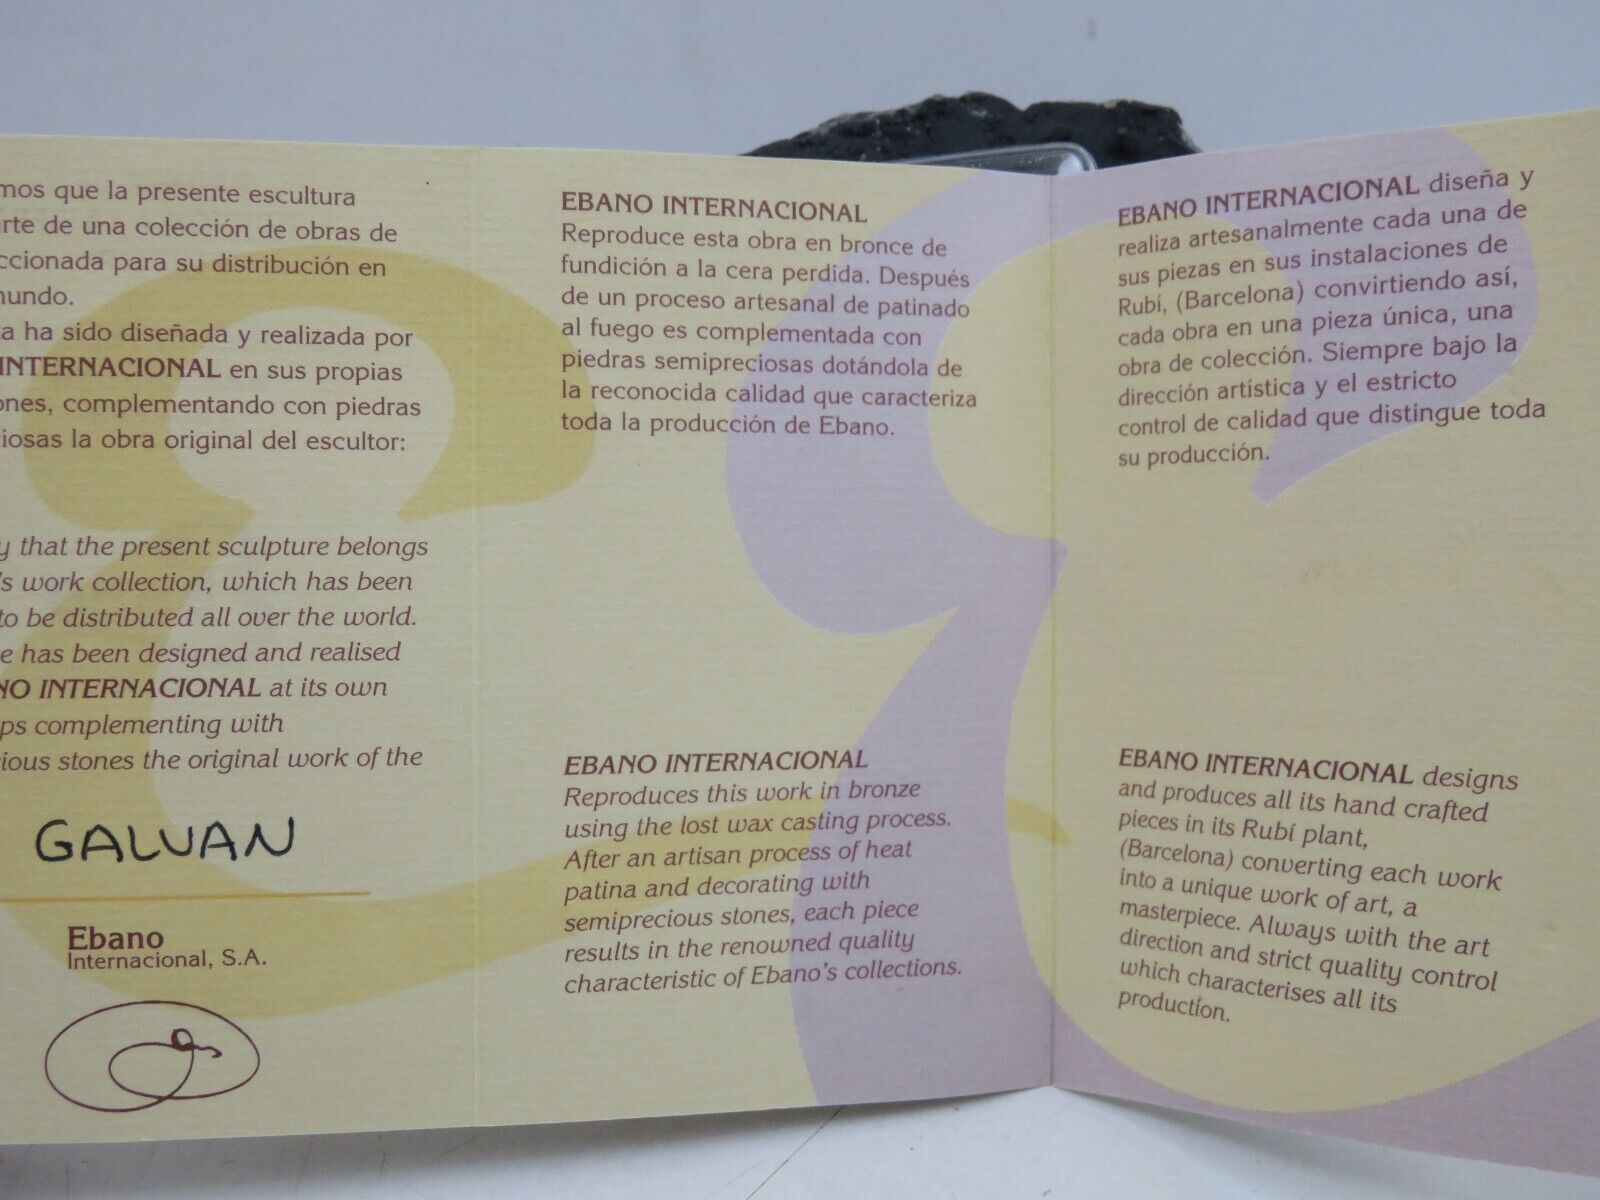 mos que la presente escultura
rte de una colección de obras de
ccionada para su distribución en
mundo.
a ha sido diseñada y realizada por
INTERNACIONAL en sus propias
ones, complementando con piedras
iosas la obra original del escultor:
y that the present sculpture belongs
's work collection, which has been
to be distributed all over the world.
e has been designed and realised
NO INTERNACIONAL at its own
ps complementing with
ious stones the original work of the
GALVAN
Ebano
Internacional, S.A.
EBANO INTERNACIONAL
Reproduce esta obra en bronce de
fundición a la cera perdida. Después
de un proceso artesanal de patinado
al fuego es complementada con
piedras semipreciosas dotándola de
la reconocida calidad que caracteriza
toda la producción de Ebano.
EBANO INTERNACIONAL
Reproduces this work in bronze
using the lost wax casting process.
After an artisan process of heat
patina and decorating with
semiprecious stones, each piece
results in the renowned quality
characteristic of Ebano's collections.
EBANO INTERNACIONAL diseña y
realiza artesanalmente cada una de
sus piezas en sus instalaciones de
Rubí, (Barcelona) convirtiendo así,
cada obra en una pieza única, una
obra de colección. Siempre bajo la
dirección artística y el estricto
control de calidad que distingue toda
su producción.
EBANO INTERNACIONAL designs
and produces all its hand crafted
pieces in its Rubí plant,
(Barcelona) converting each work
into a unique work of art, a
masterpiece. Always with the art
direction and strict quality control
which characterises all its
production.